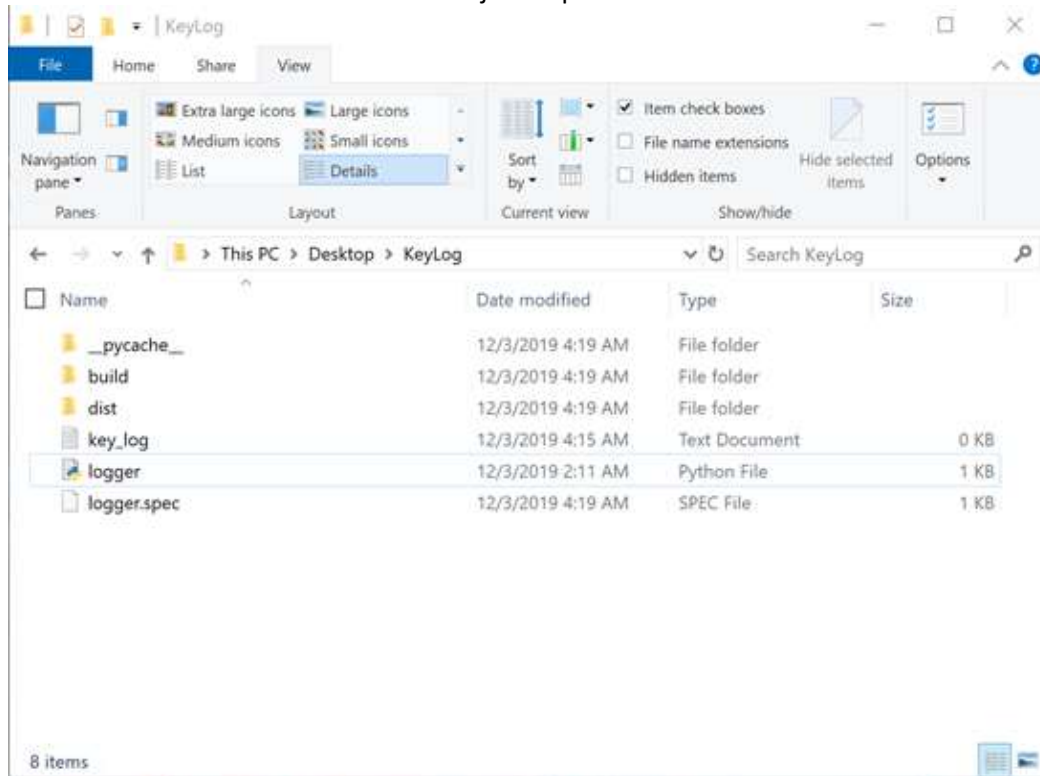 KeyLog
File Home Share View
Extra large icons Large icons
Medium icons Small icons
List Details
Navigation pane
Sort by
Item check boxes
File name extensions
Hidden items
Hide selected items
Options
Panes Layout Current view Show/hide
This PC > Desktop > KeyLog
Search KeyLog
Name Date modified Type Size
__pycache__ 12/3/2019 4:19 AM File folder
build 12/3/2019 4:19 AM File folder
dist 12/3/2019 4:19 AM File folder
key_log 12/3/2019 4:15 AM Text Document 0 KB
logger 12/3/2019 2:11 AM Python File 1 KB
logger.spec 12/3/2019 4:19 AM SPEC File 1 KB
8 items